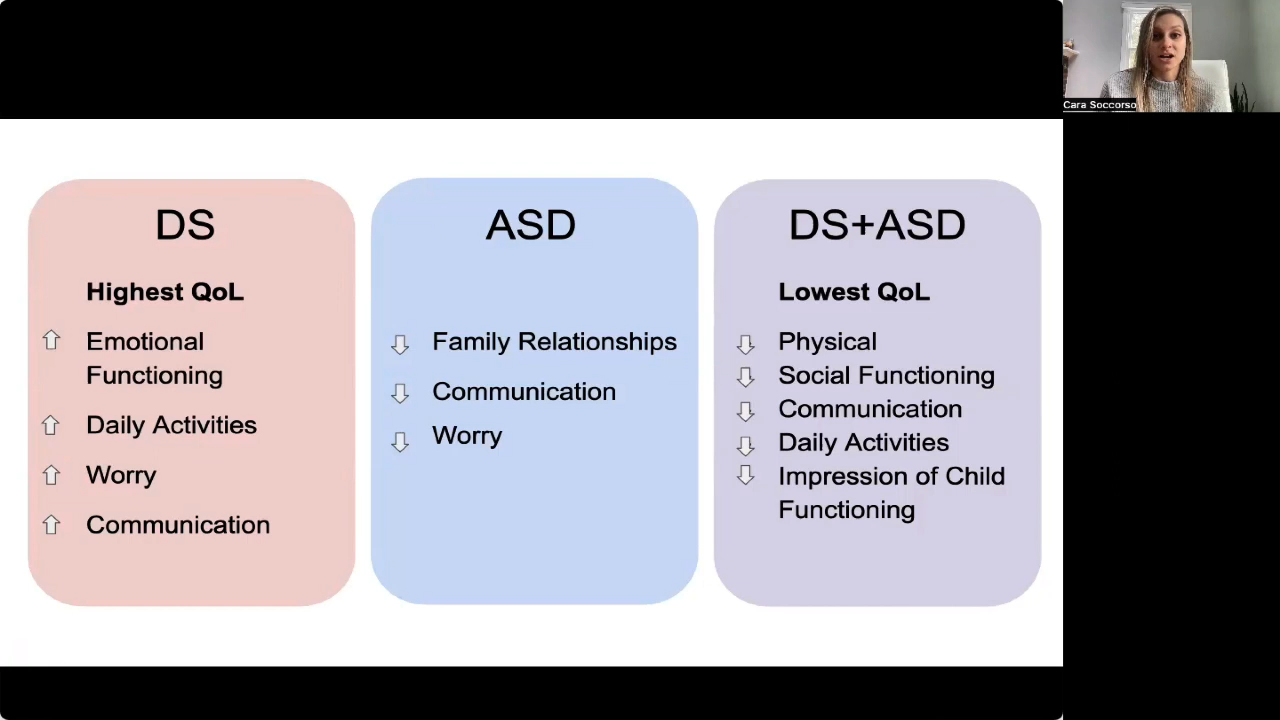 Cara Soccorso
DS
Highest QoL
Emotional
Functioning
Daily Activities
Worry
Communication
ASD
Family Relationships
Communication
Worry
DS+ASD
Lowest QoL
Physical
Social Functioning
Communication
Daily Activities
Impression of Child
Functioning